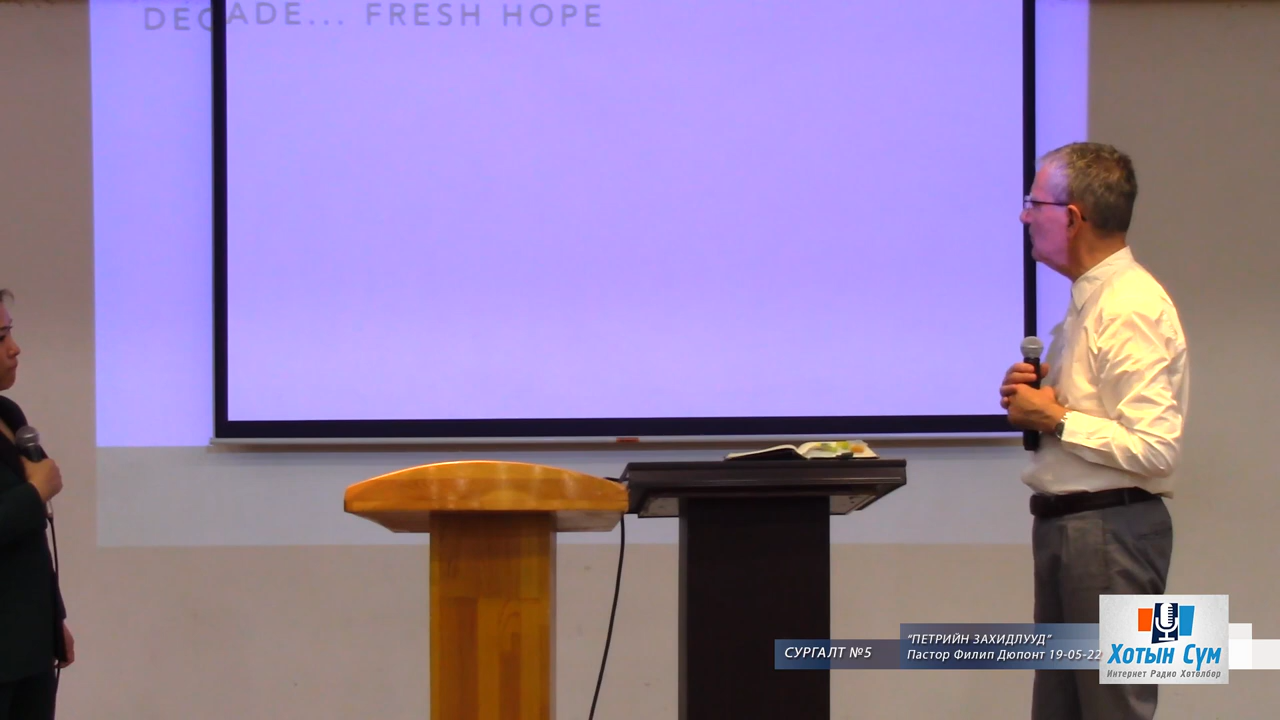 DECADE... FRESH HOPE
СУРГАЛТ №5
"ПЕТРИЙН ЗАХИДЛУУД"
Пастор Филип Дюпонт 19-05-22
Хотын Сүм
Интернет Радио Хөтөлбөр